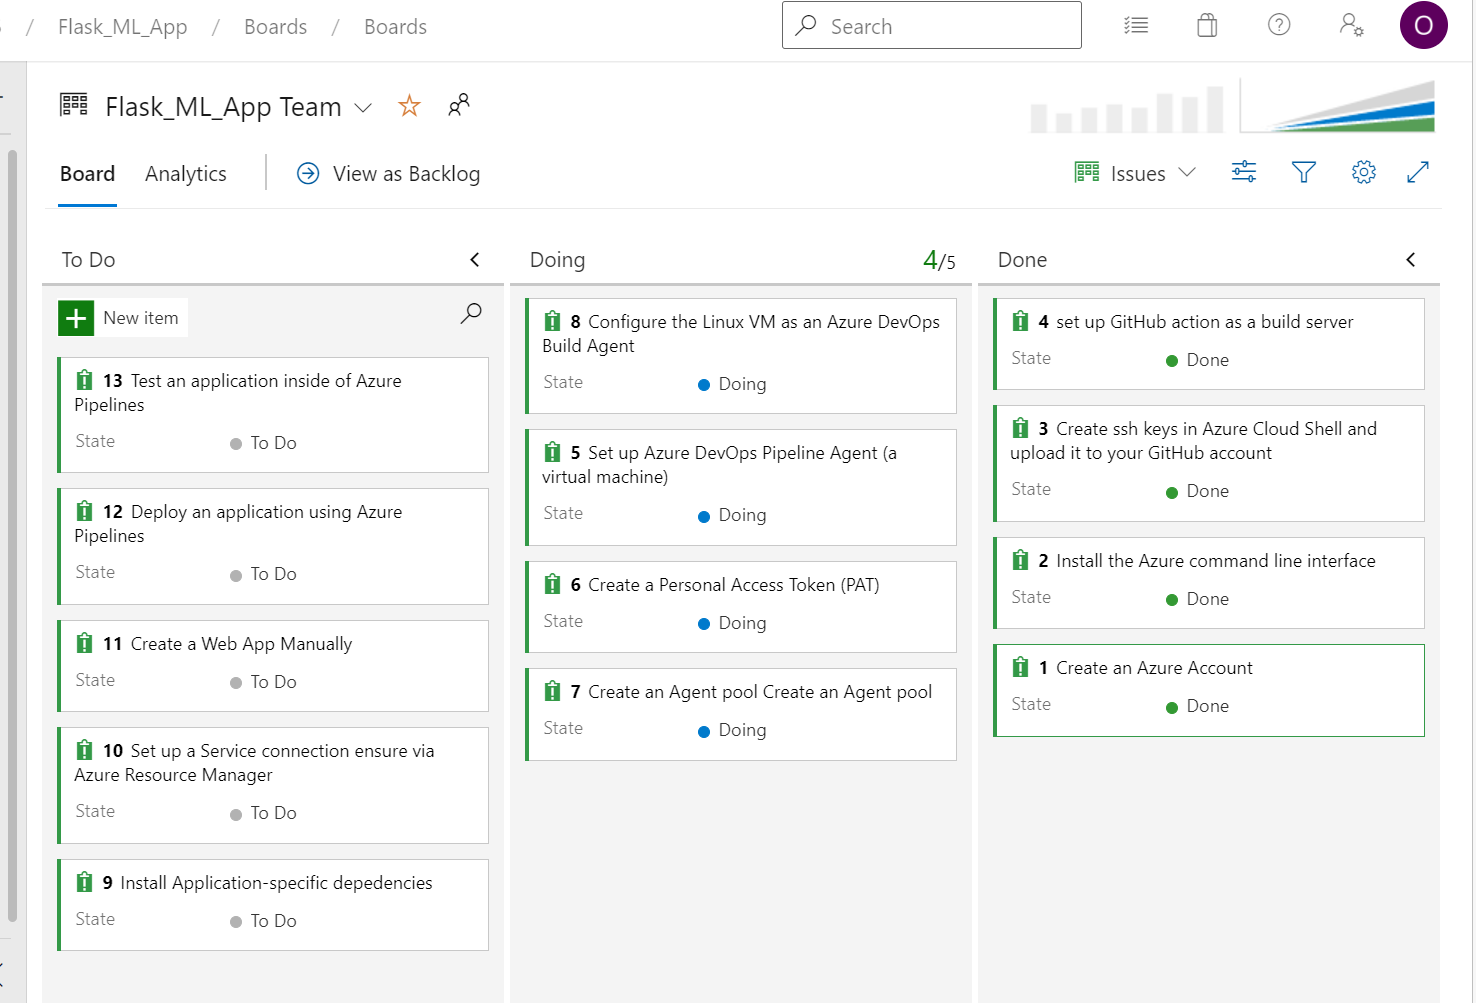 / Flask_ML_App / Boards / Boards
Search
O
Flask_ML_App Team
Board Analytics View as Backlog
Issues
To Do
New item
13 Test an application inside of Azure
Pipelines
State To Do
12 Deploy an application using Azure
Pipelines
State To Do
11 Create a Web App Manually
State To Do
10 Set up a Service connection ensure via
Azure Resource Manager
State To Do
9 Install Application-specific depedencies
State To Do
Doing 4/5
8 Configure the Linux VM as an Azure DevOps
Build Agent
State Doing
5 Set up Azure DevOps Pipeline Agent (a
virtual machine)
State Doing
6 Create a Personal Access Token (PAT)
State Doing
7 Create an Agent pool Create an Agent pool
State Doing
Done
4 set up GitHub action as a build server
State Done
3 Create ssh keys in Azure Cloud Shell and
upload it to your GitHub account
State Done
2 Install the Azure command line interface
State Done
1 Create an Azure Account
State Done